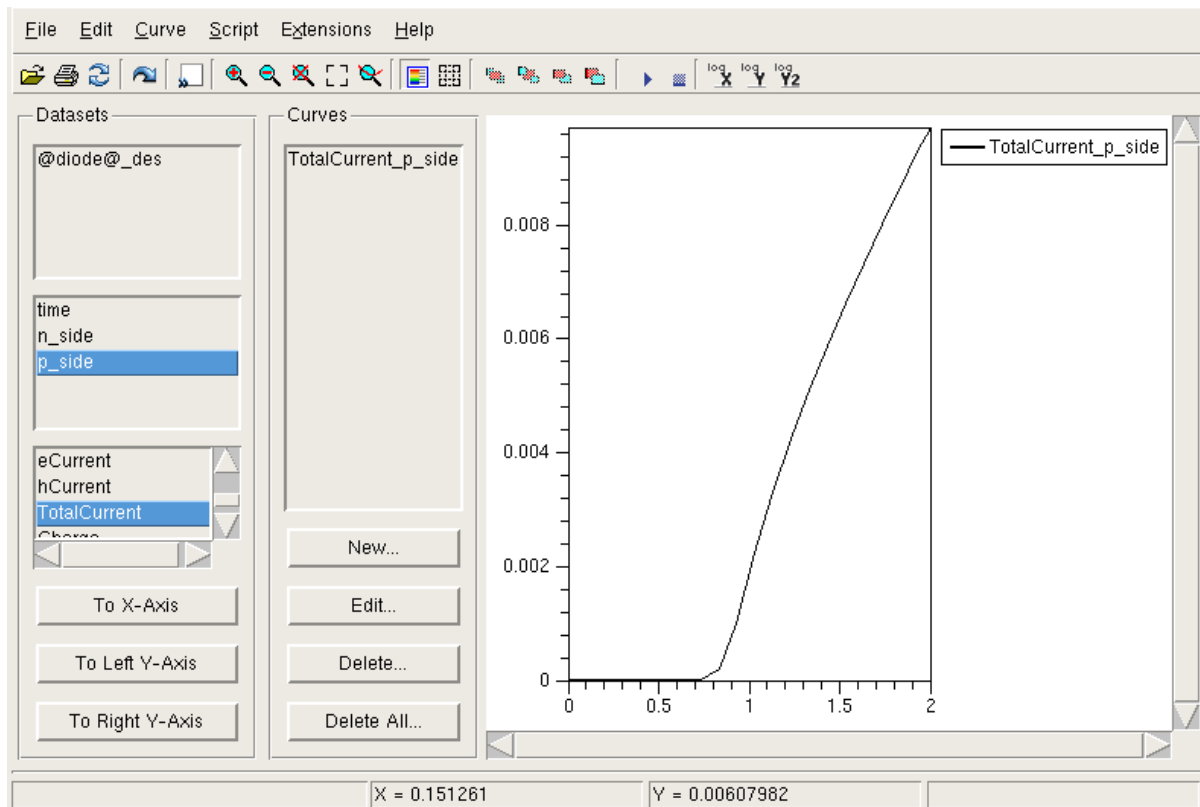 File Edit Curve Script Extensions Help
log X log Y log Y2
Datasets
@diode@_des
time
n_side
p_side
eCurrent
hCurrent
TotalCurrent
Charge
To X-Axis
To Left Y-Axis
To Right Y-Axis
Curves
TotalCurrent_p_side
New...
Edit...
Delete...
Delete All...
0.008
0.006
0.004
0.002
0
0 0.5 1 1.5 2
TotalCurrent_p_side
X = 0.151261
Y = 0.00607982